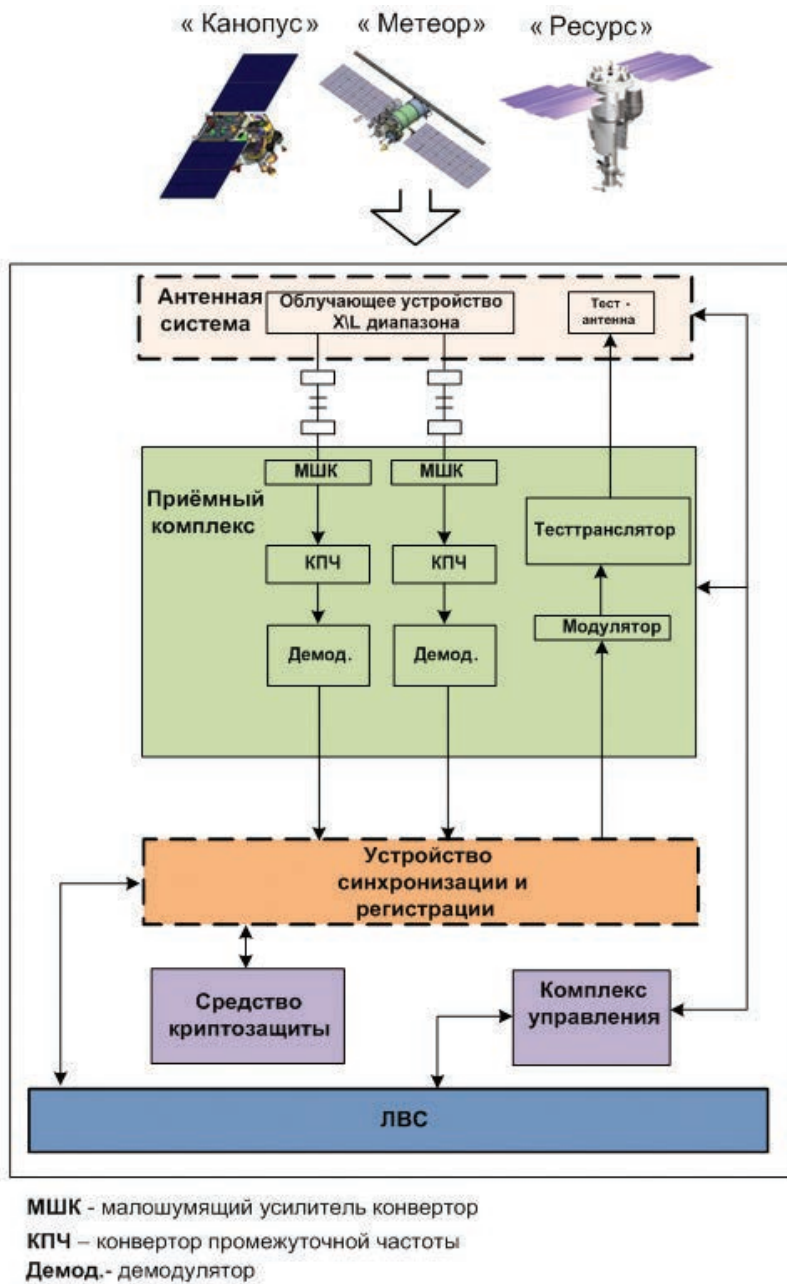 « Канопус» « Метеор» « Ресурс»
Антенная
система
Облучающее устройство
X\L диапазона
Тест -
антенна
Приёмный
комплекс
МШК
МШК
КПЧ
КПЧ
Демод.
Демод.
Тесттранслятор
Модулятор
Устройство
синхронизации и
регистрации
Средство
криптозащиты
Комплекс
управления
ЛВС
МШК - малошумящий усилитель конвертор
КПЧ – конвертор промежуточной частоты
Демод.- демодулятор